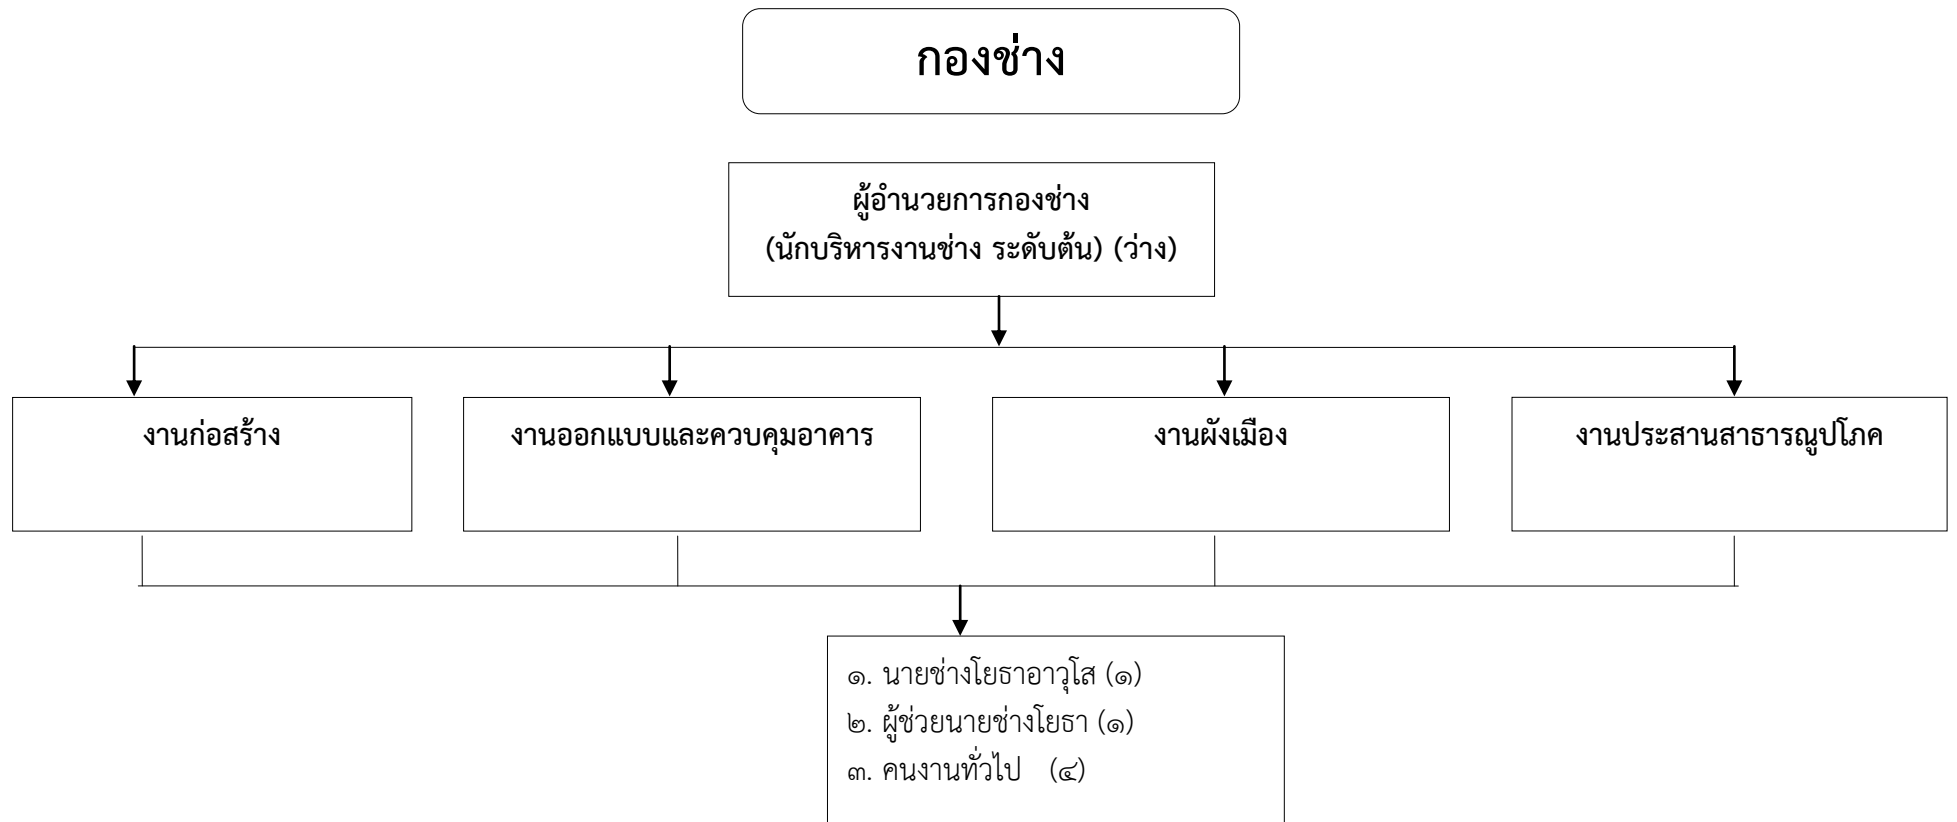 กองช่าง
ผู้อำนวยการกองช่าง
(นักบริหารงานช่าง ระดับต้น) (ว่าง)
งานก่อสร้าง
งานออกแบบและควบคุมอาคาร
งานผังเมือง
งานประสานสาธารณูปโภค
๑. นายช่างโยธาอาวุโส (๑)
๒. ผู้ช่วยนายช่างโยธา (๑)
๓. คนงานทั่วไป (๔)